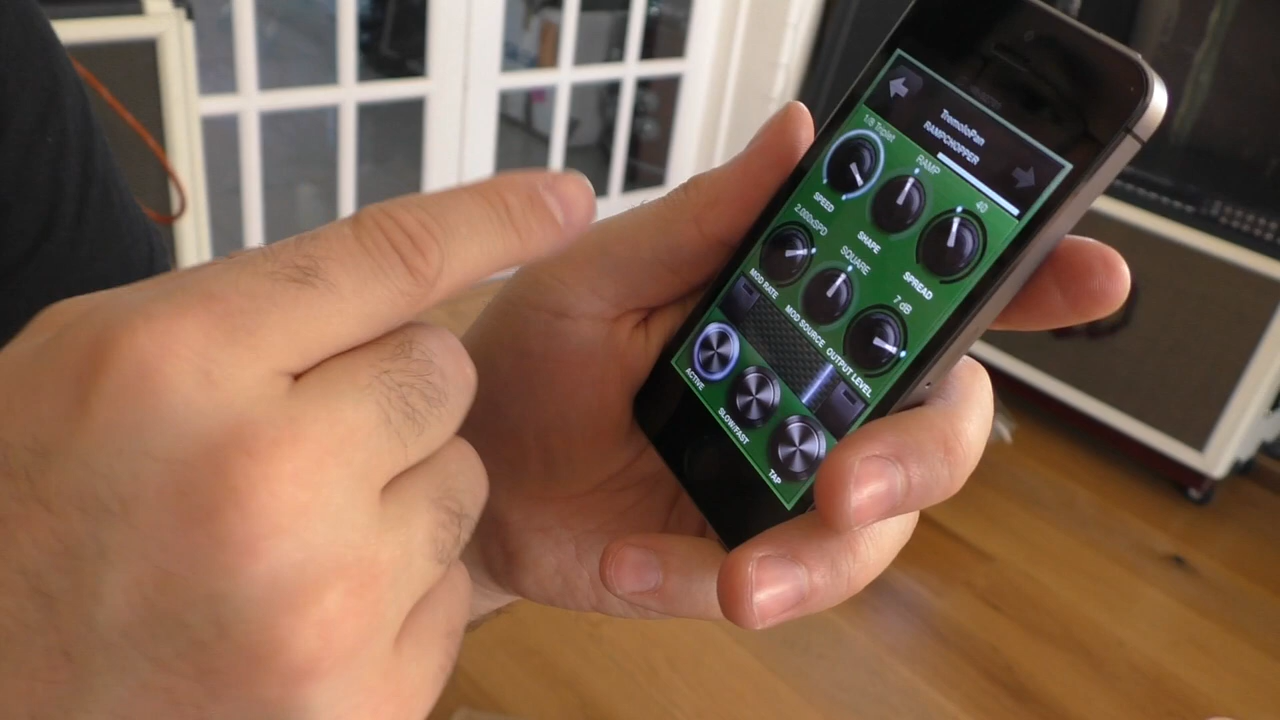 TremoloPan
RAMPCHOPPER
1/8 Triplet
RAMP
40
SPEED
SHAPE
SPREAD
2.000xSPD
SQUARE
7 dB
MOD RATE
MOD SOURCE
OUTPUT LEVEL
ACTIVE
SLOW/FAST
TAP